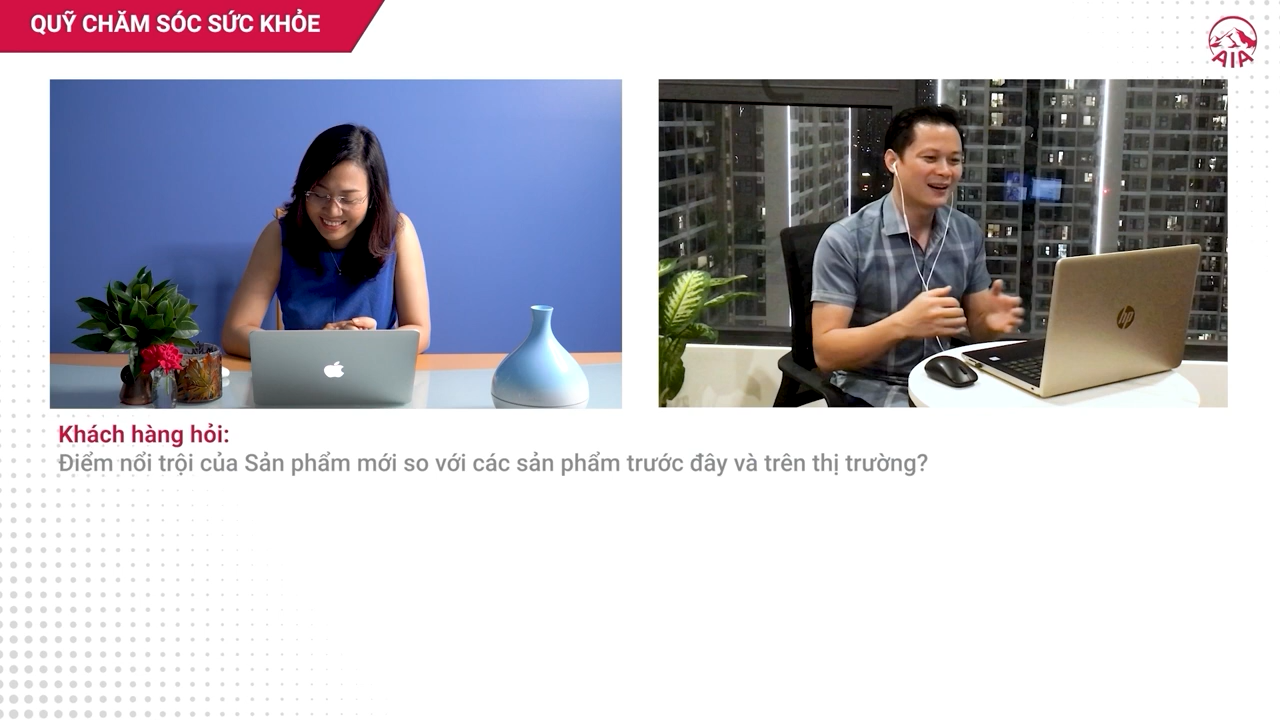 QUỸ CHĂM SÓC SỨC KHỎE
AIA
hp
Khách hàng hỏi:
Điểm nổi trội của Sản phẩm mới so với các sản phẩm trước đây và trên thị trường?